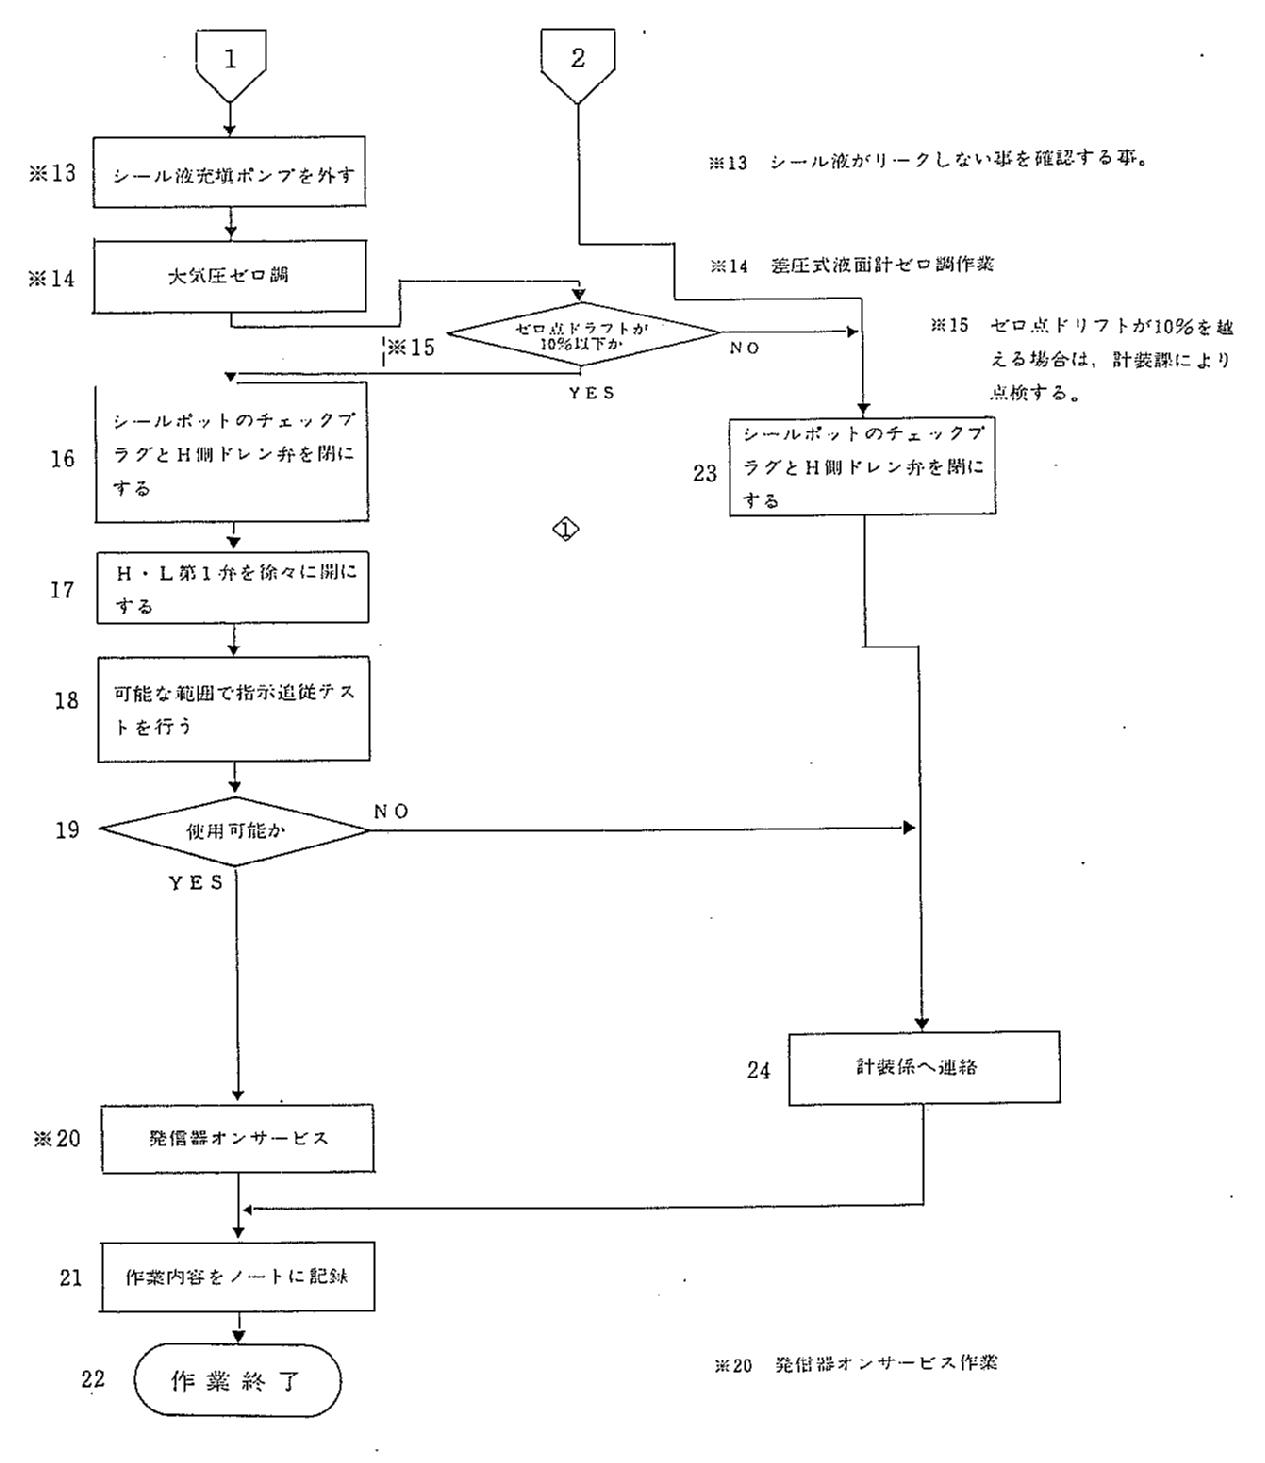 1
2
※13
シール液充塡ポンプを外す
※13 シール液がリークしない事を確認する事。
※14
大気圧ゼロ調
※14 差圧式液面計ゼロ調作業
※15
ゼロ点ドラフトが
10%以下か
NO
YES
※15 ゼロ点ドリフトが10%を越
える場合は、計装課により
点検する。
16
シールポットのチェックプ
ラグとH側ドレン弁を閉に
する
23
シールポットのチェックプ
ラグとH側ドレン弁を閉に
する
1
17
H・L第1弁を徐々に開に
する
18
可能な範囲で指示追従テス
トを行う
19
使用可能か
NO
YES
24
計装係へ連絡
※20
発信器オンサービス
21
作業内容をノートに記録
22
作業終了
※20 発信器オンサービス作業